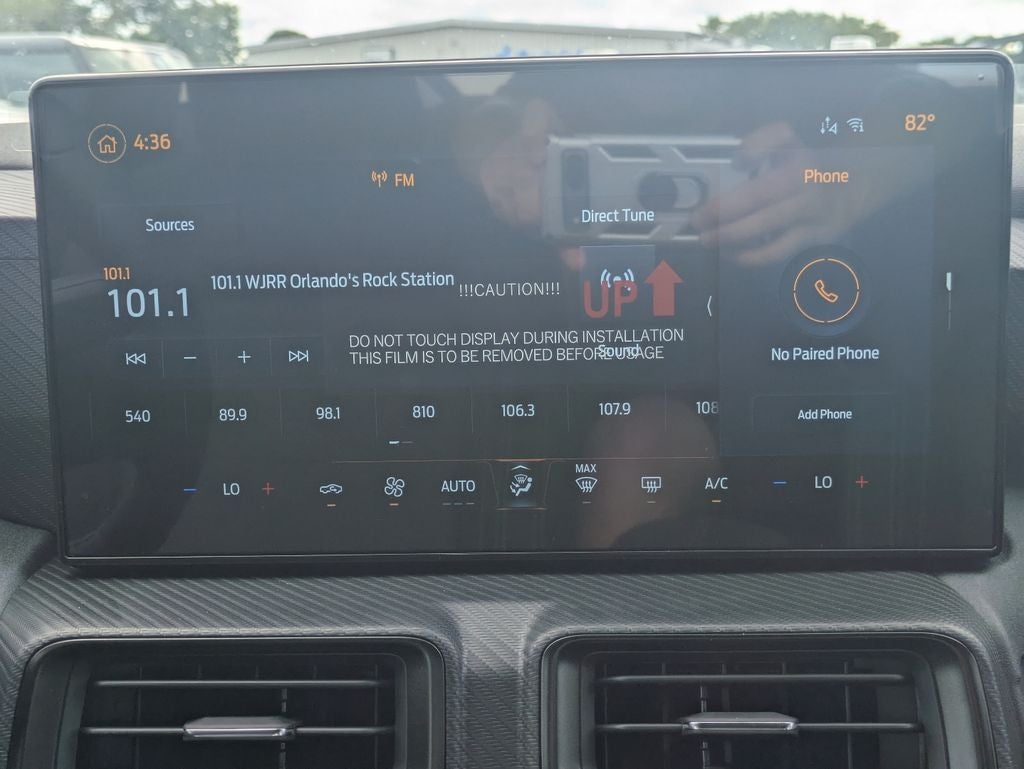 4:36
82°
FM
Phone
Sources
Direct Tune
101.1
101.1
101.1 WJRR Orlando's Rock Station
!!!CAUTION!!!
UP
DO NOT TOUCH DISPLAY DURING INSTALLATION
THIS FILM IS TO BE REMOVED BEFORE USAGE
Sound
No Paired Phone
540
89.9
98.1
810
106.3
107.9
108
Add Phone
LO
AUTO
MAX
A/C
LO